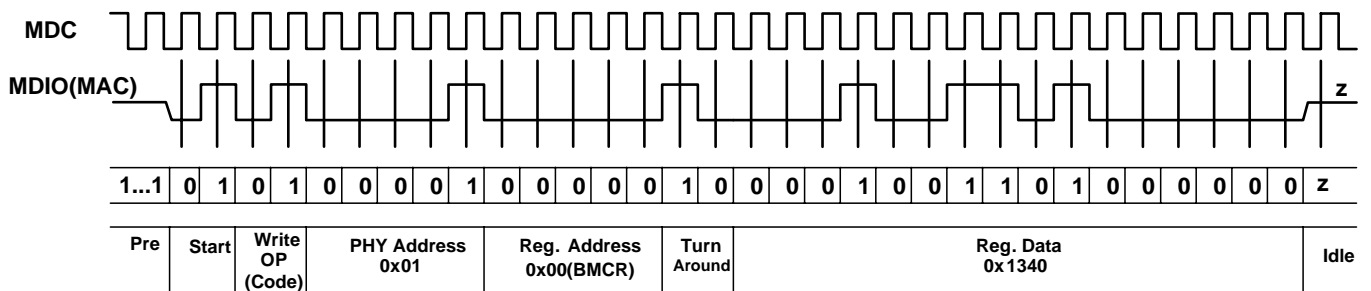 MDC
MDIO(MAC)
z
1...1 0 1 0 1 0 0 0 0 1 0 0 0 0 0 1 0 0 0 0 1 0 0 1 1 0 1 0 0 0 0 0 0 z
Pre Start Write OP (Code) PHY Address 0x01 Reg. Address 0x00(BMCR) Turn Around Reg. Data 0x1340 Idle